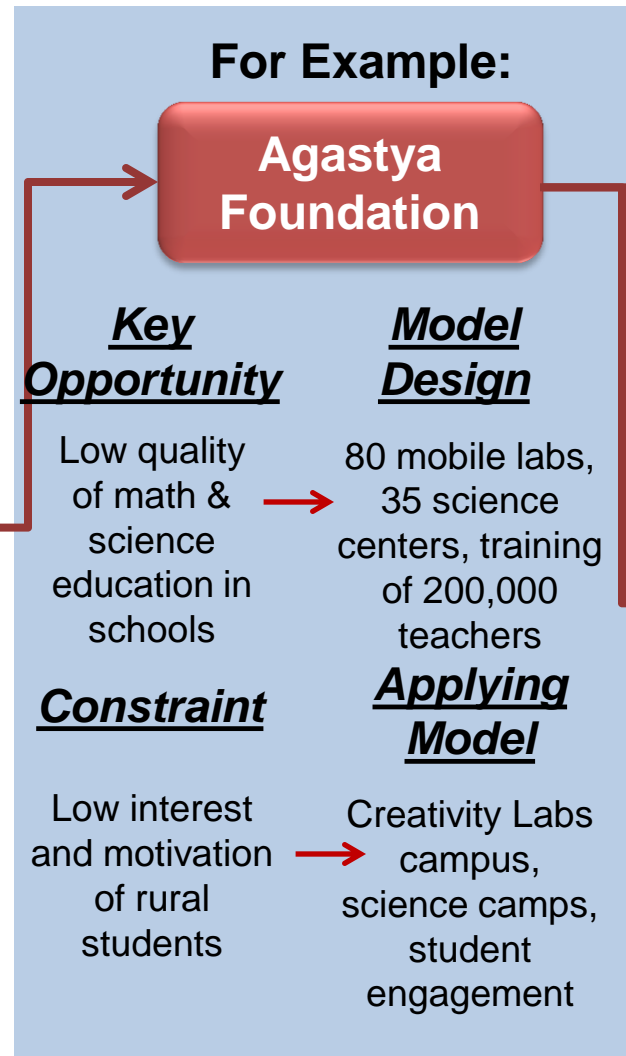 For Example:
Agastya
Foundation
Key
Opportunity
Low quality
of math &
science
education in
schools
Model
Design
80 mobile labs,
35 science
centers, training
of 200,000
teachers
Constraint
Low interest
and motivation
of rural
students
Applying
Model
Creativity Labs
campus,
science camps,
student
engagement